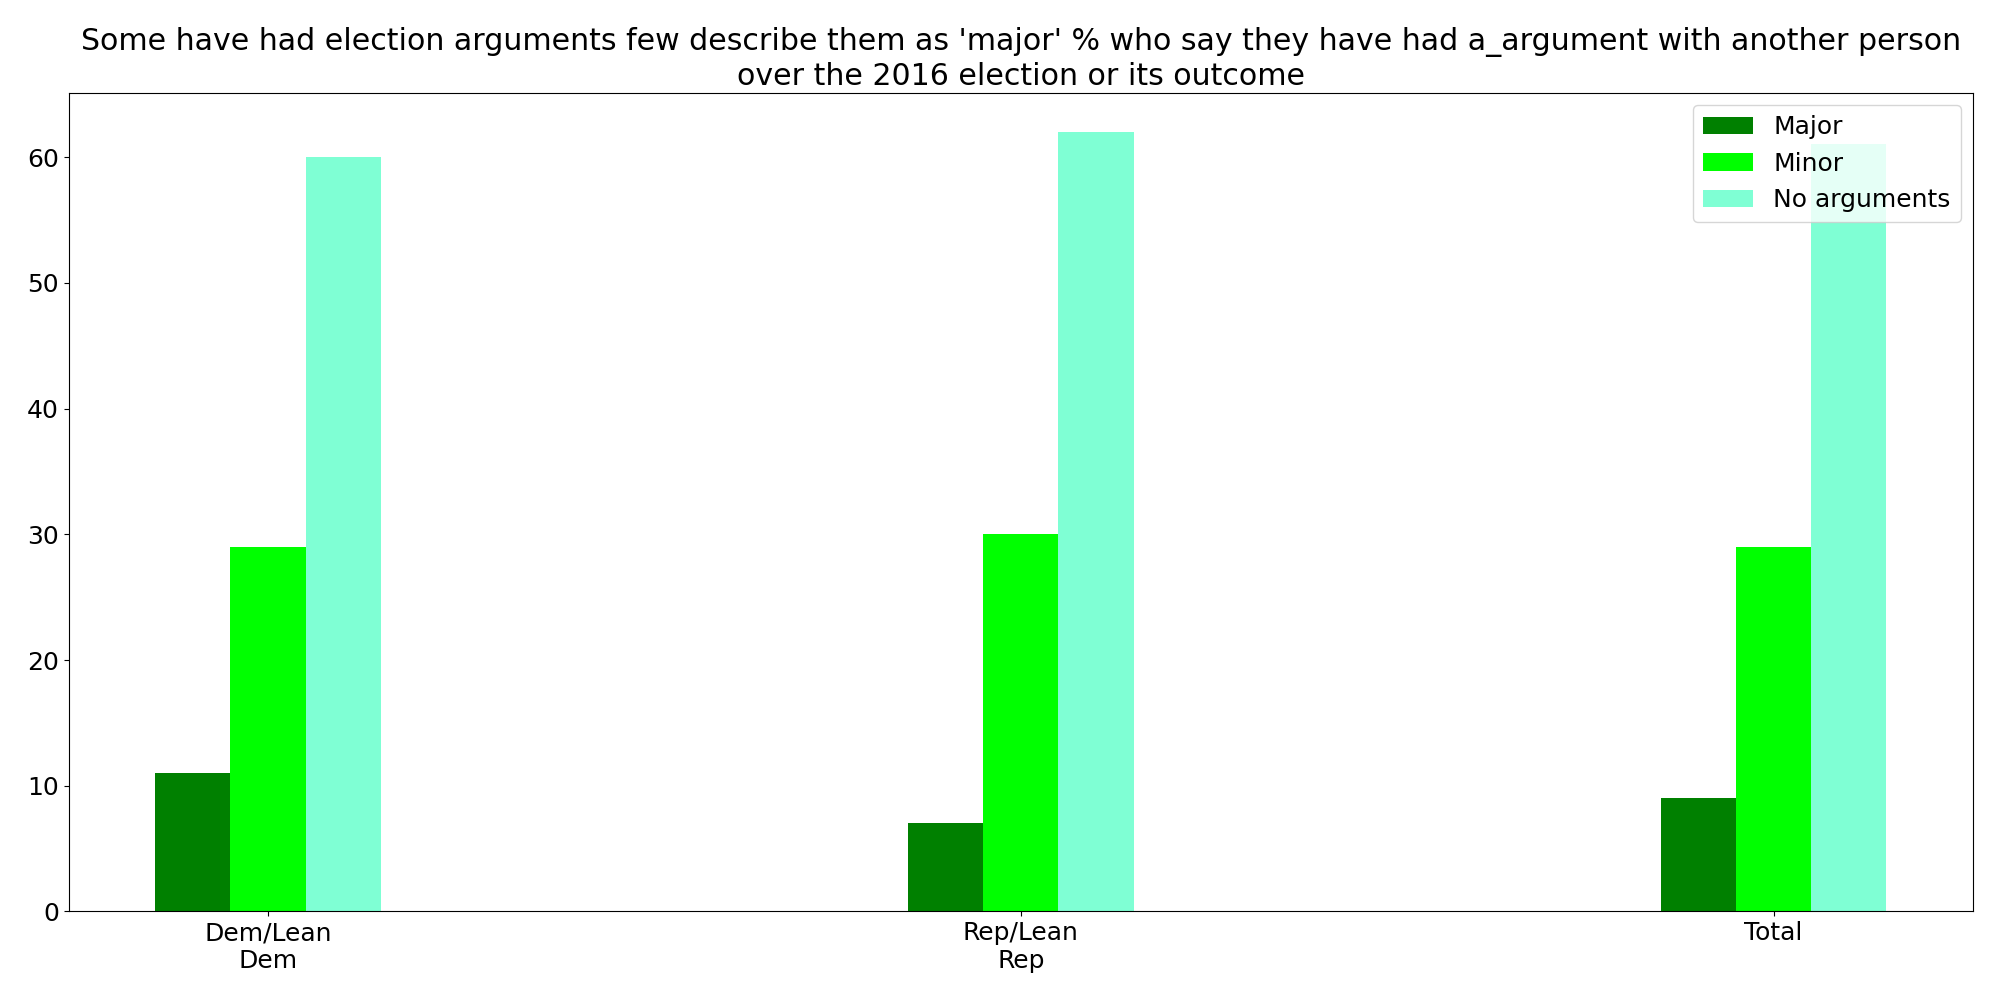 Some have had election arguments few describe them as 'major' % who say they have had a_argument with another person
over the 2016 election or its outcome
Major
Minor
No arguments
60
50
40
30
20
10
0
Dem/Lean
Dem
Rep/Lean
Rep
Total